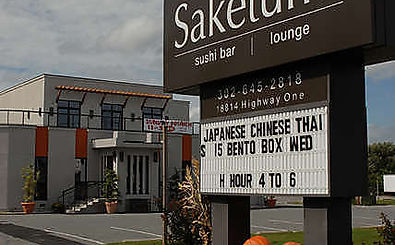 sushi bar | lounge
302-645-2818
18814 Highway One
JAPANESE CHINESE THAI
S 15 BENTO BOX WED
H HOUR 4 TO 6